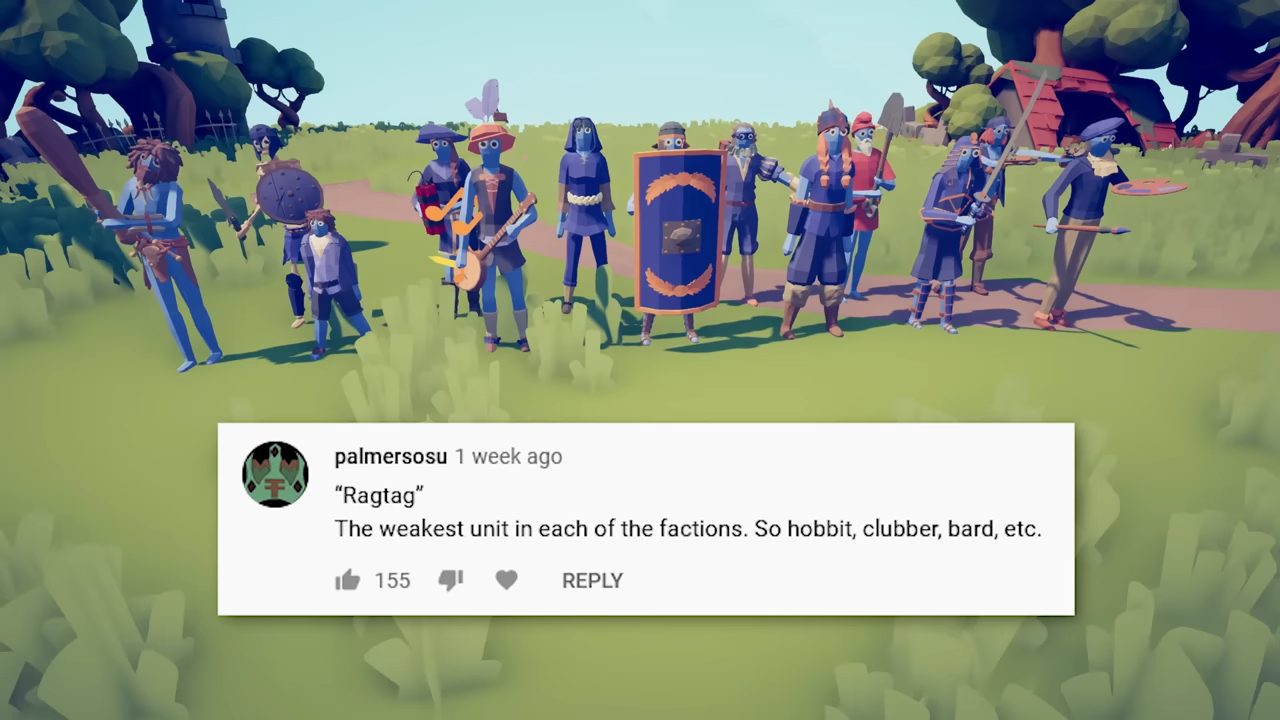 palmersosu 1 week ago
“Ragtag”
The weakest unit in each of the factions. So hobbit, clubber, bard, etc.
155 REPLY